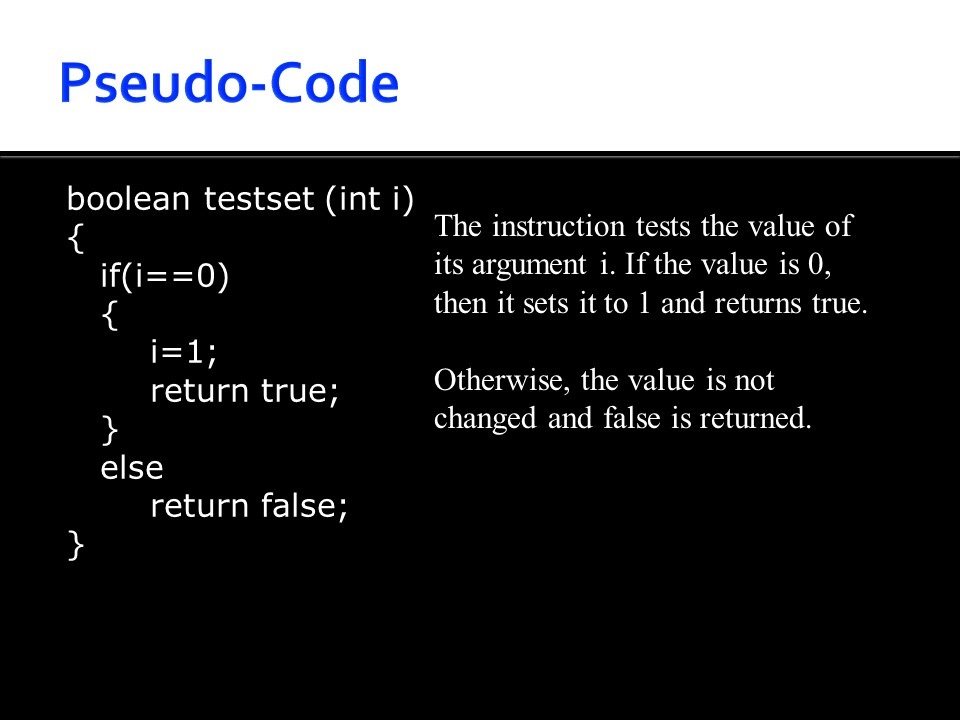 Pseudo-Code
boolean testset (int i)
{
if(i==0)
{
i=1;
return true;
}
else
return false;
}
The instruction tests the value of
its argument i. If the value is 0,
then it sets it to 1 and returns true.
Otherwise, the value is not
changed and false is returned.